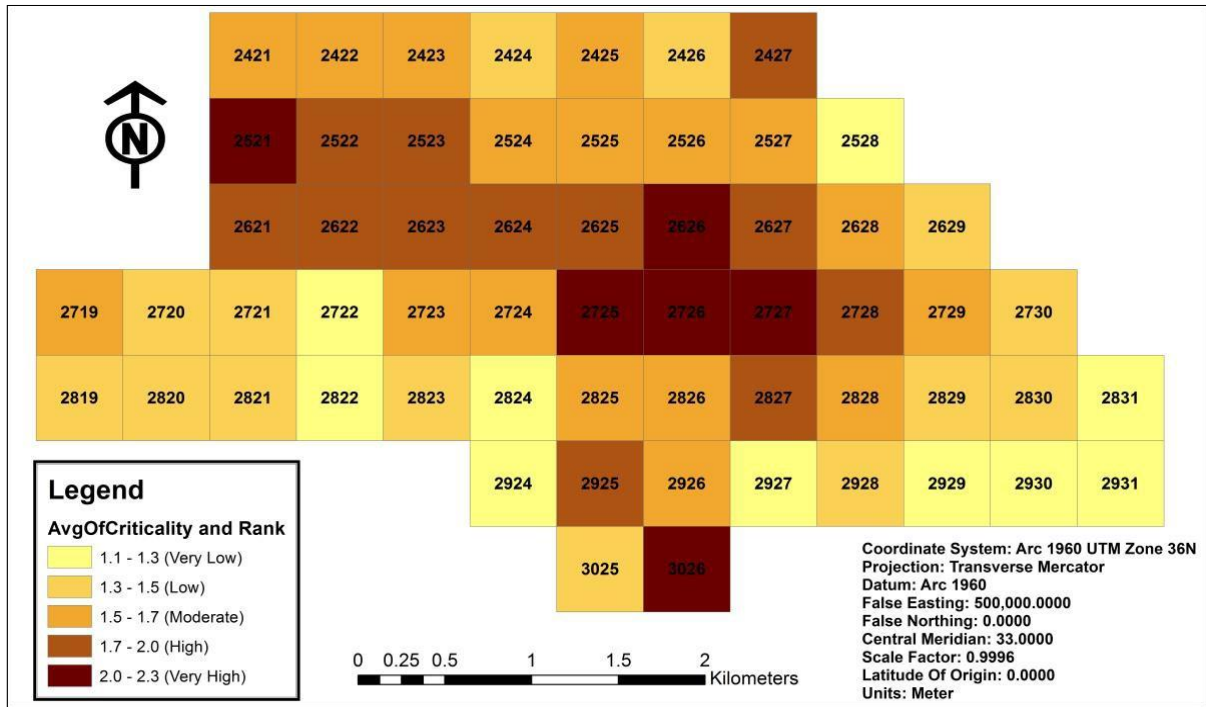 2421 2422 2423 2424 2425 2426 2427
N
2521 2522 2523 2524 2525 2526 2527 2528
2621 2622 2623 2624 2625 2626 2627 2628 2629
2719 2720 2721 2722 2723 2724 2725 2726 2727 2728 2729 2730
2819 2820 2821 2822 2823 2824 2825 2826 2827 2828 2829 2830 2831
2924 2925 2926 2927 2928 2929 2930 2931
3025 3026
Legend
AvgOfCriticality and Rank
1.1 - 1.3 (Very Low)
1.3 - 1.5 (Low)
1.5 - 1.7 (Moderate)
1.7 - 2.0 (High)
2.0 - 2.3 (Very High)
0 0.25 0.5 1 1.5 2
Kilometers
Coordinate System: Arc 1960 UTM Zone 36N
Projection: Transverse Mercator
Datum: Arc 1960
False Easting: 500,000.0000
False Northing: 0.0000
Central Meridian: 33.0000
Scale Factor: 0.9996
Latitude Of Origin: 0.0000
Units: Meter